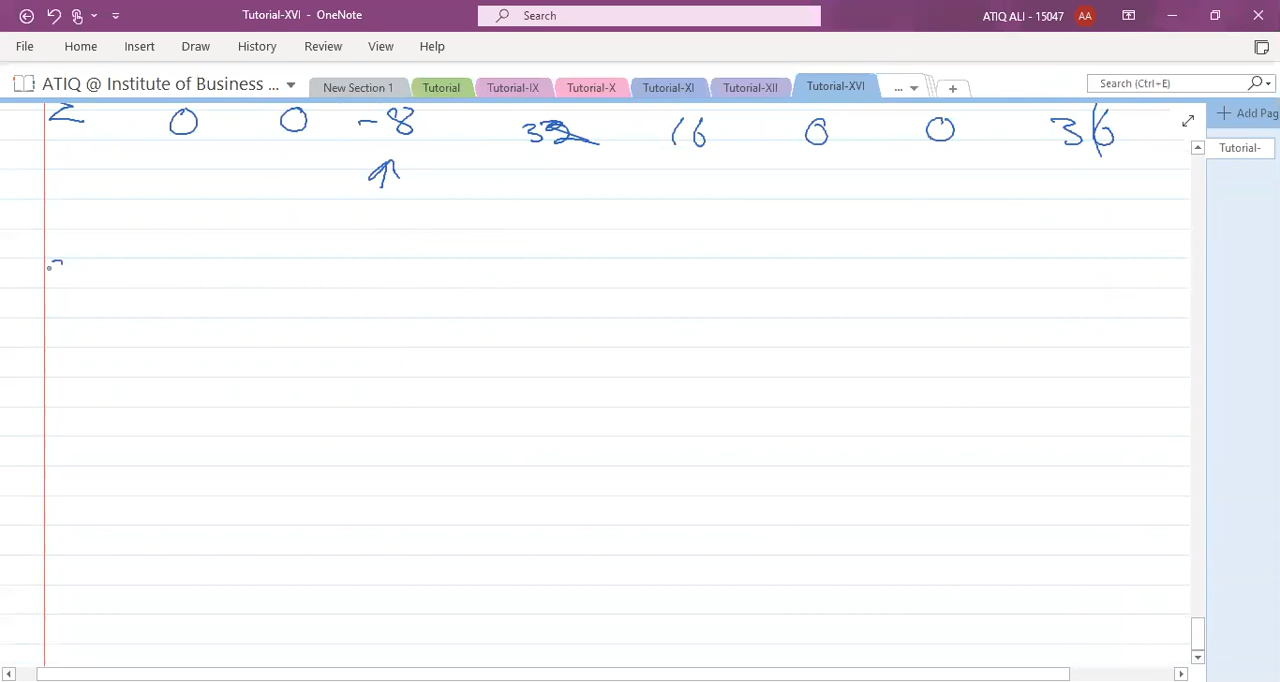 Tutorial-XVI - OneNote
Search
ATIQ ALI - 15047
AA
File Home Insert Draw History Review View Help
ATIQ @ Institute of Business ...
New Section 1 Tutorial Tutorial-IX Tutorial-X Tutorial-XI Tutorial-XII Tutorial-XVI ...
Search (Ctrl+E)
Add Pag
Tutorial-
Z 0 0 -8 32 16 0 0 36